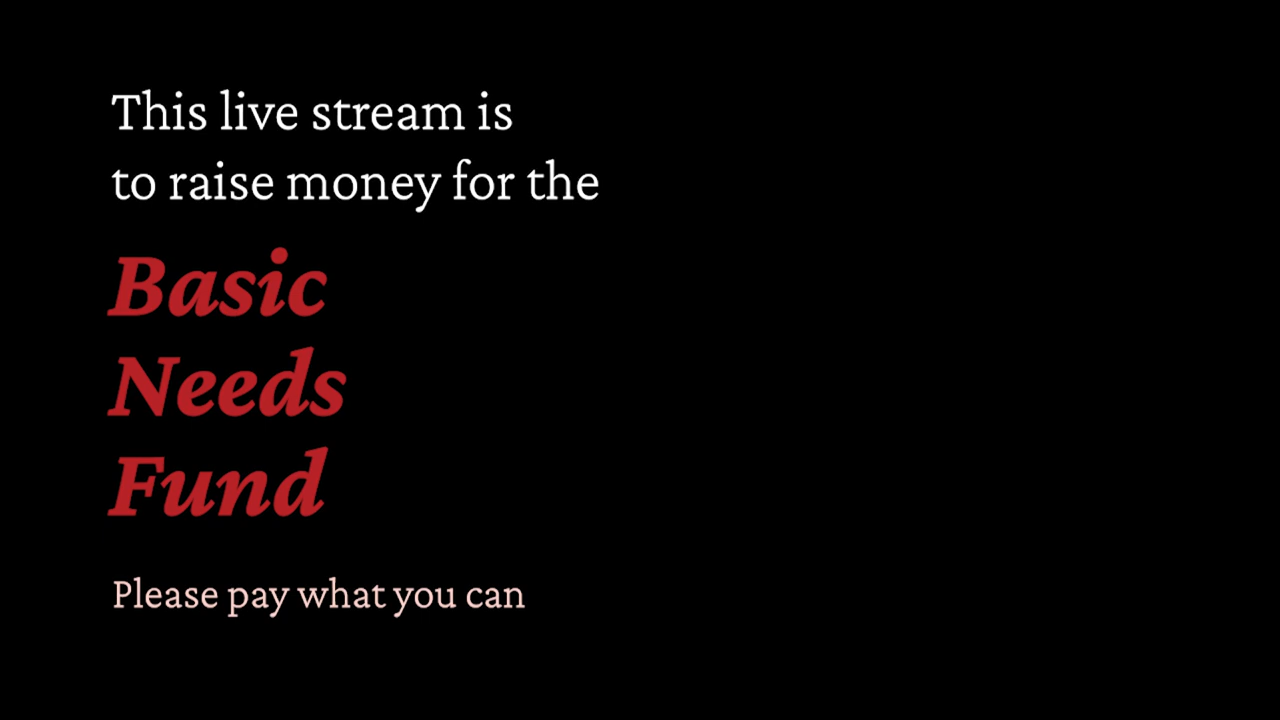 This live stream is
to raise money for the
Basic
Needs
Fund
Please pay what you can